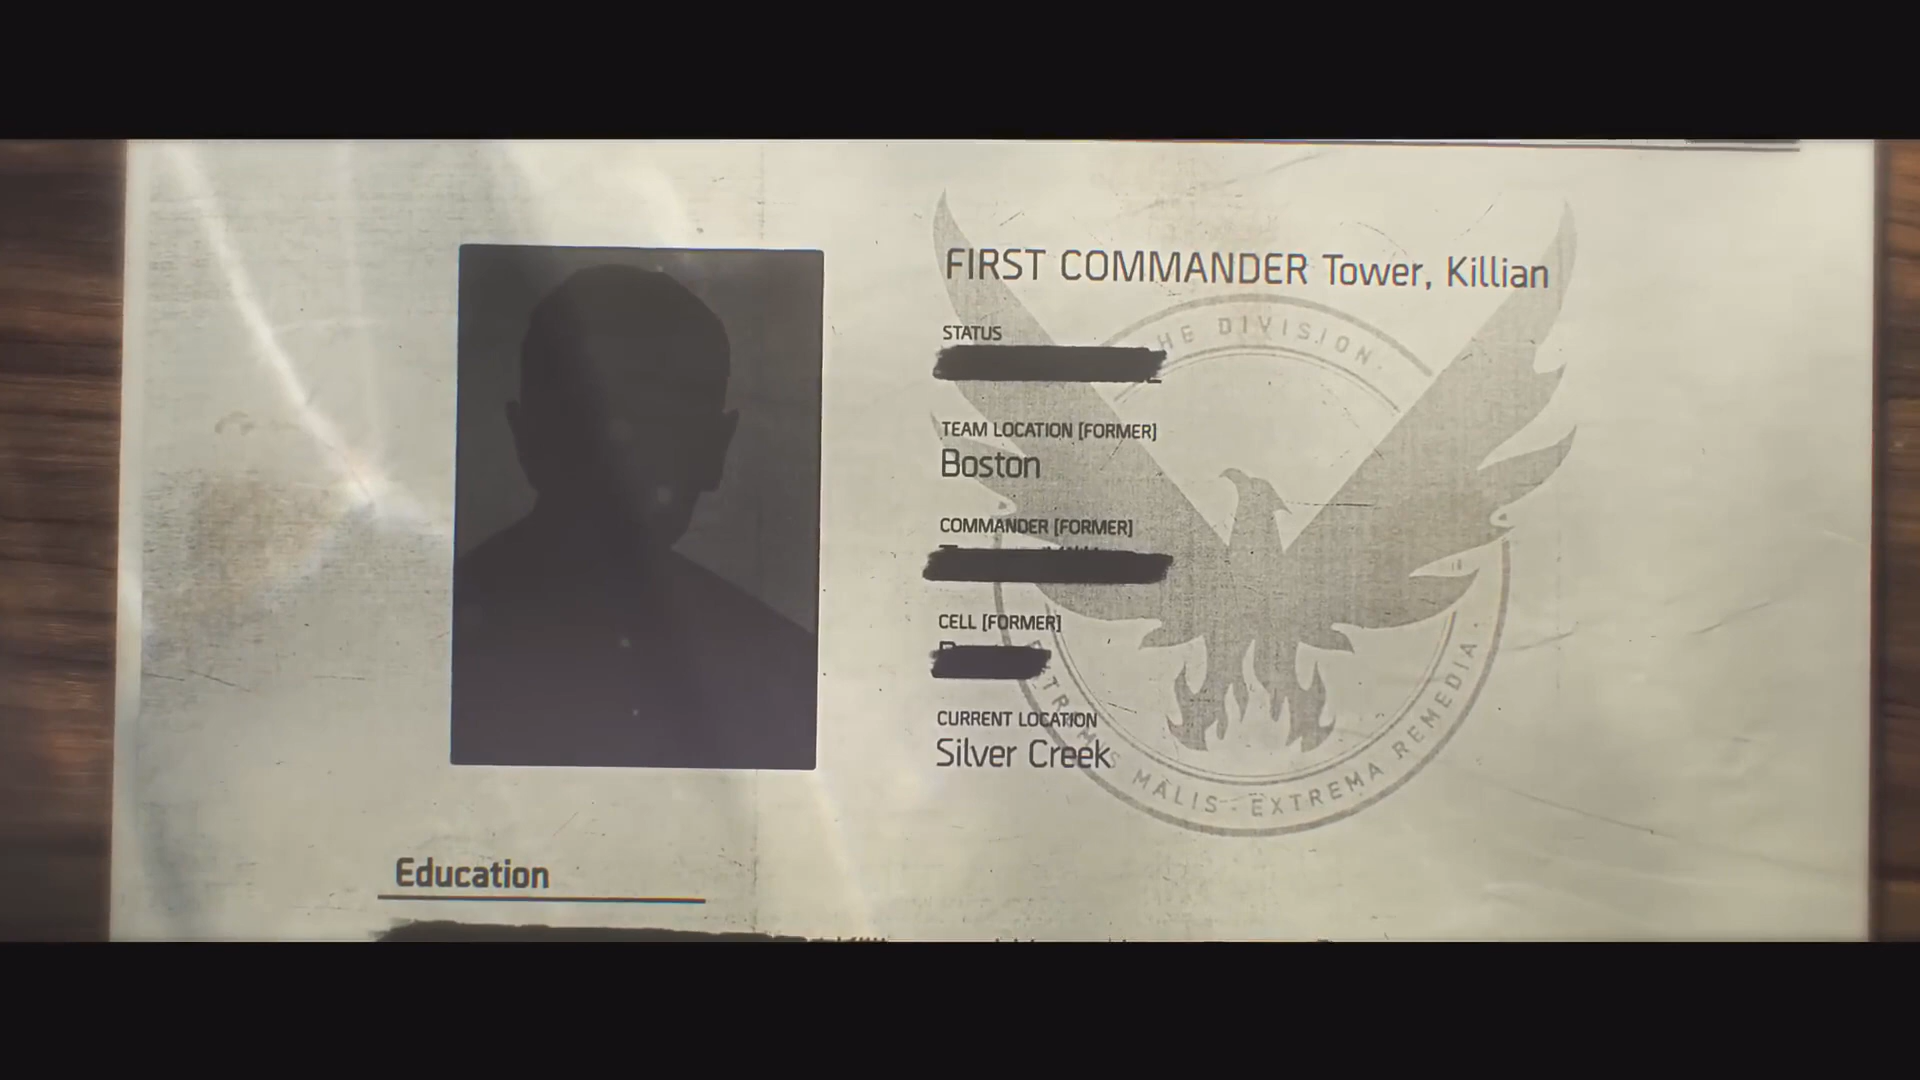 FIRST COMMANDER Tower, Killian
THE DIVISION
STATUS
TEAM LOCATION [FORMER]
Boston
COMMANDER [FORMER]
CELL [FORMER]
CURRENT LOCATION
Silver Creek
MALIS - EXTREMA REMEDIA
Education